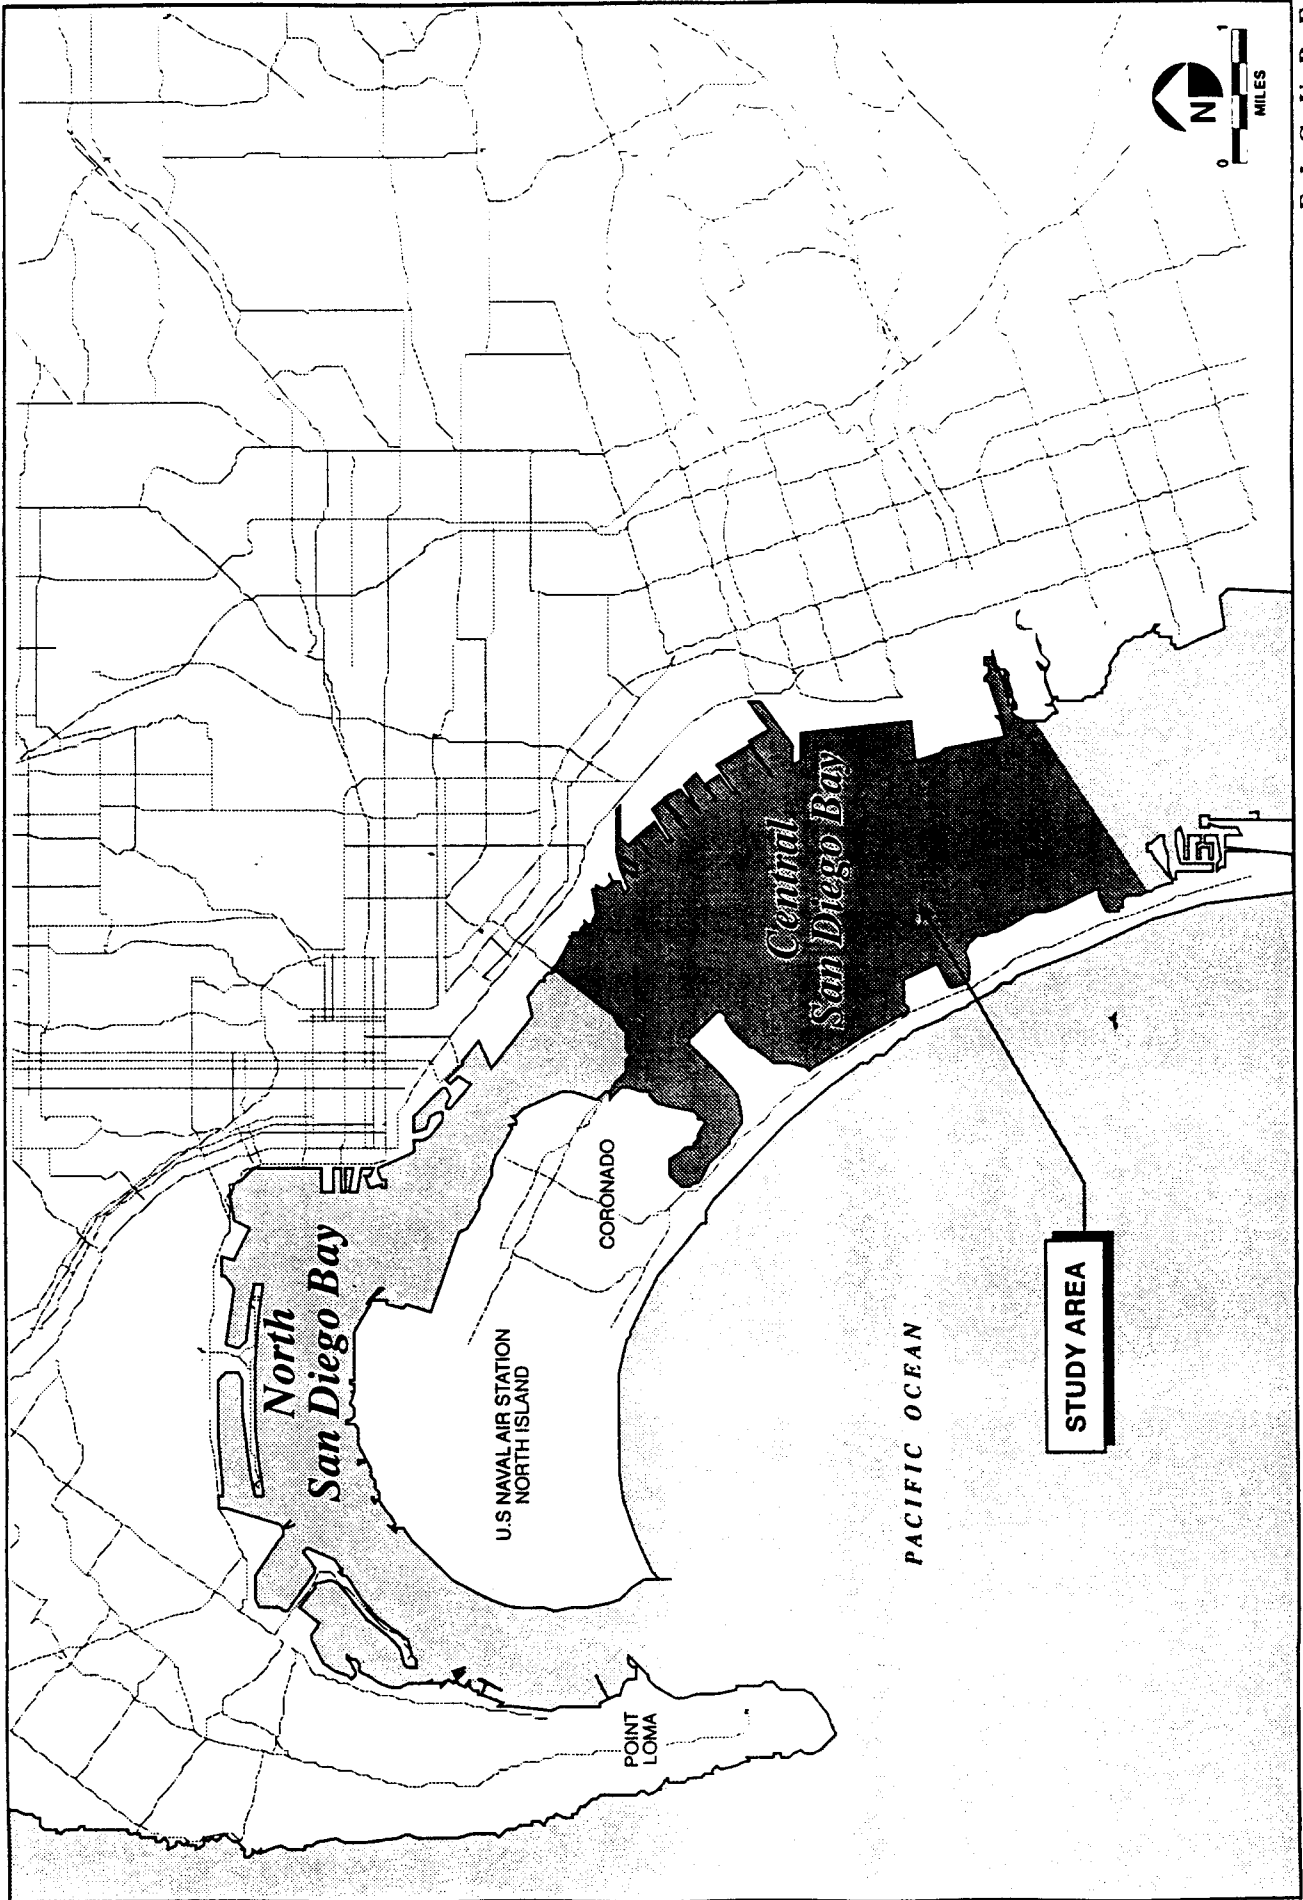 North
San Diego Bay
U.S NAVAL AIR STATION
NORTH ISLAND
CORONADO
POINT
LOMA
Central
San Diego Bay
PACIFIC OCEAN
STUDY AREA
N
0 1
MILES